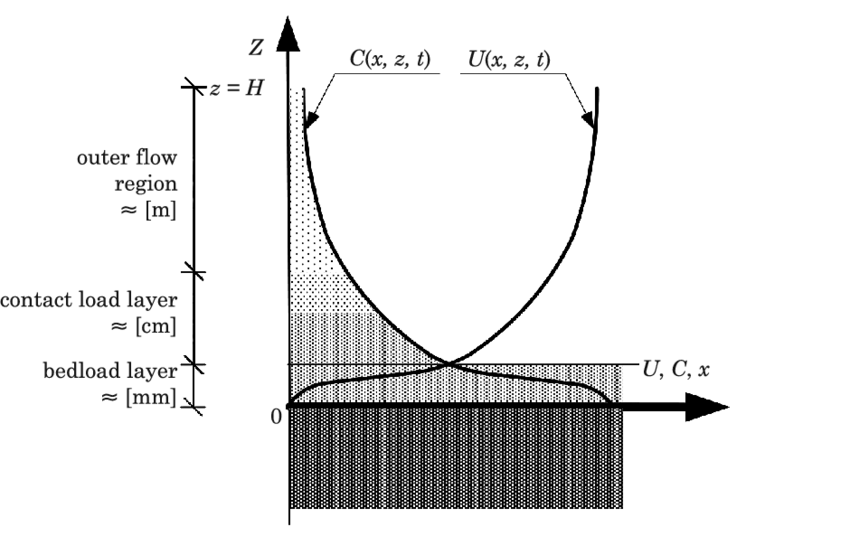 Z
C(x, z, t)
U(x, z, t)
z = H
outer flow
region
≈ [m]
contact load layer
≈ [cm]
bedload layer
≈ [mm]
U, C, x
0